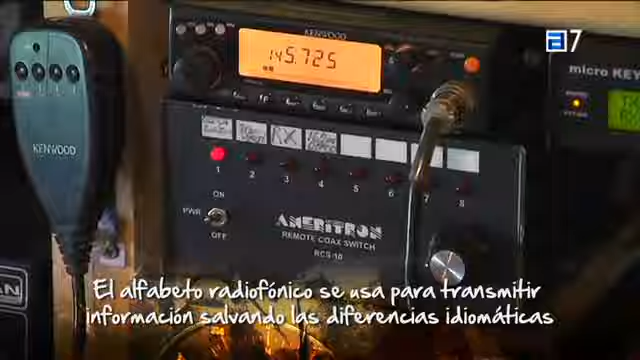 KENWOOD
145.725
a7
micro KEY
KENWOOD
RX
1 2 3 4 5 6 7 8
ON
PWR
OFF
AMERITRON
REMOTE COAX SWITCH
RCS-10
El alfabeto radiofónico se usa para transmitir
información salvando las diferencias idiomáticas